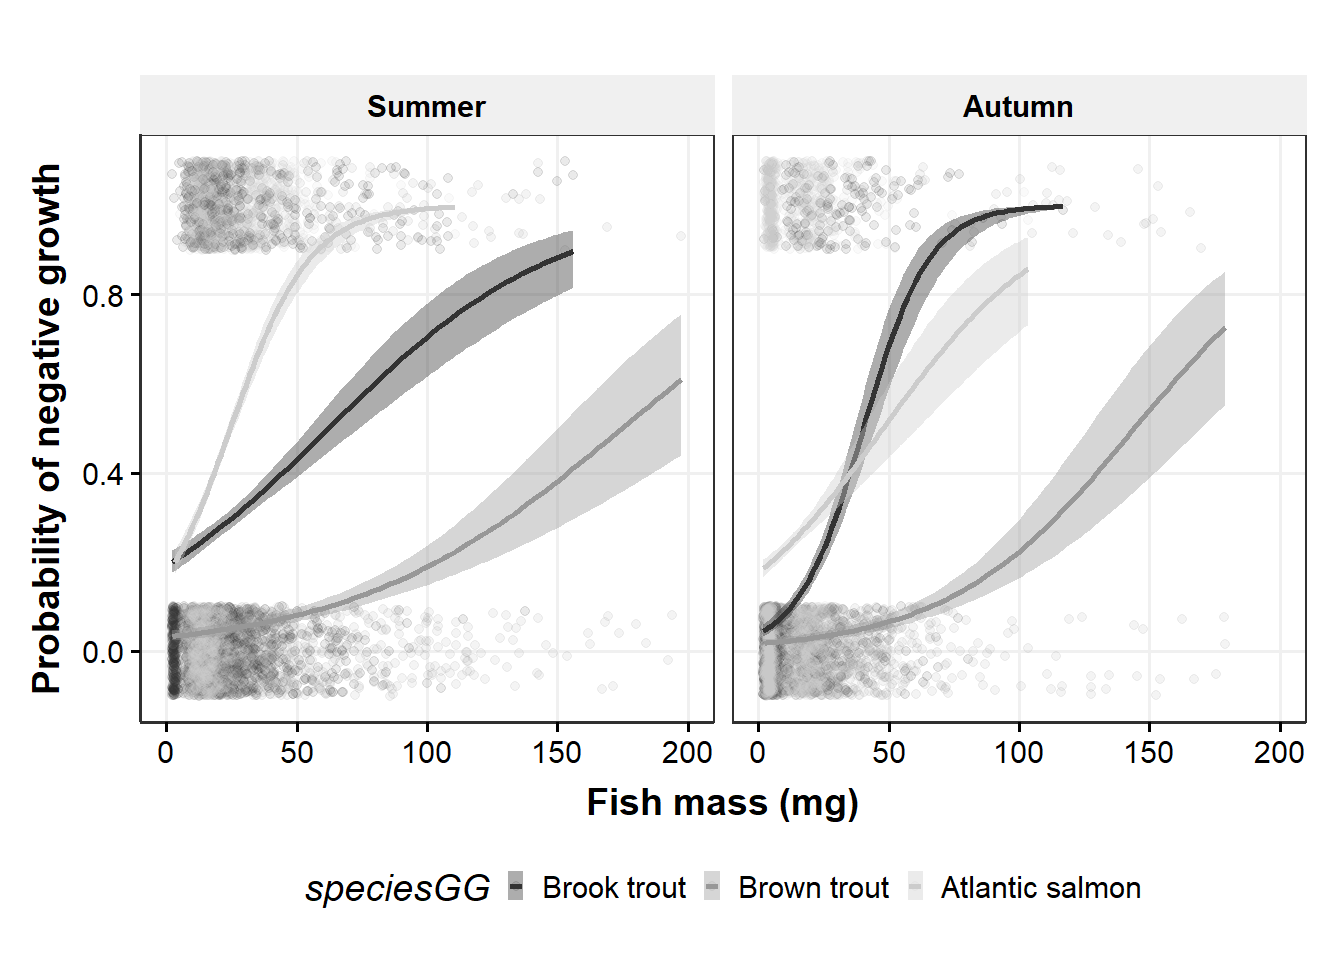 Summer
Autumn
Probability of negative growth
0.8
0.4
0.0
0 50 100 150 200
0 50 100 150 200
Fish mass (mg)
speciesGG Brook trout Brown trout Atlantic salmon